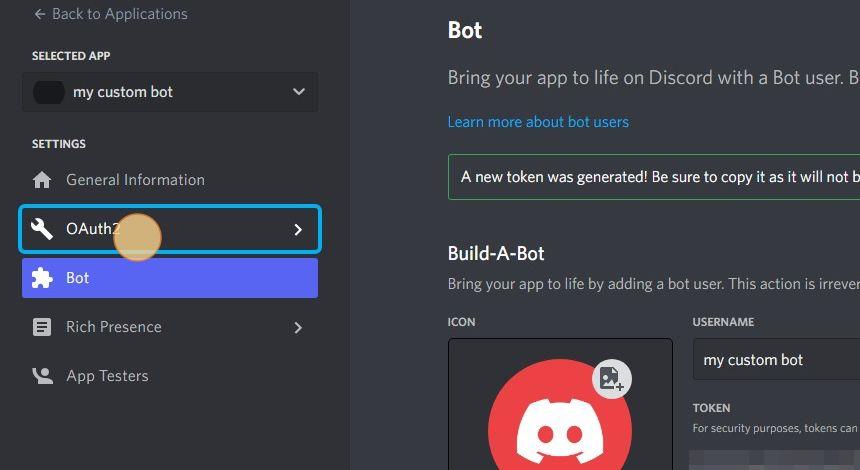 Back to Applications
SELECTED APP
my custom bot
SETTINGS
General Information
OAuth2
Bot
Rich Presence
App Testers
Bot
Bring your app to life on Discord with a Bot user. B
Learn more about bot users
A new token was generated! Be sure to copy it as it will not b
Build-A-Bot
Bring your app to life by adding a bot user. This action is irrever
ICON
USERNAME
my custom bot
TOKEN
For security purposes, tokens can